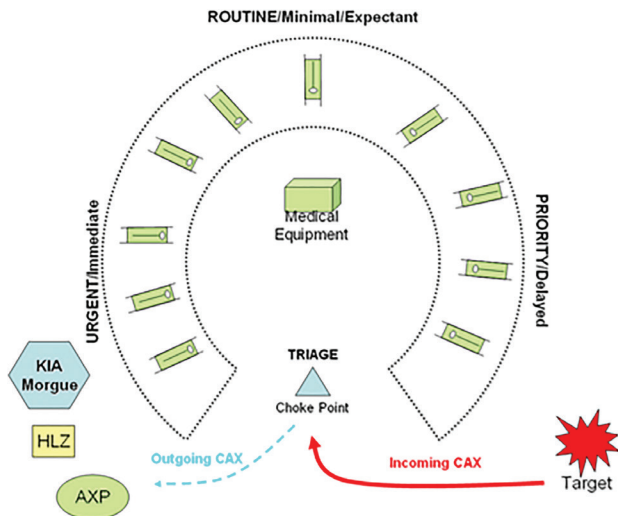 ROUTINE/Minimal/Expectant
Medical
Equipment
URGENT/Immediate
PRIORITY/Delayed
TRIAGE
Choke Point
KIA
Morgue
HLZ
AXP
Outgoing CAX
Incoming CAX
Target